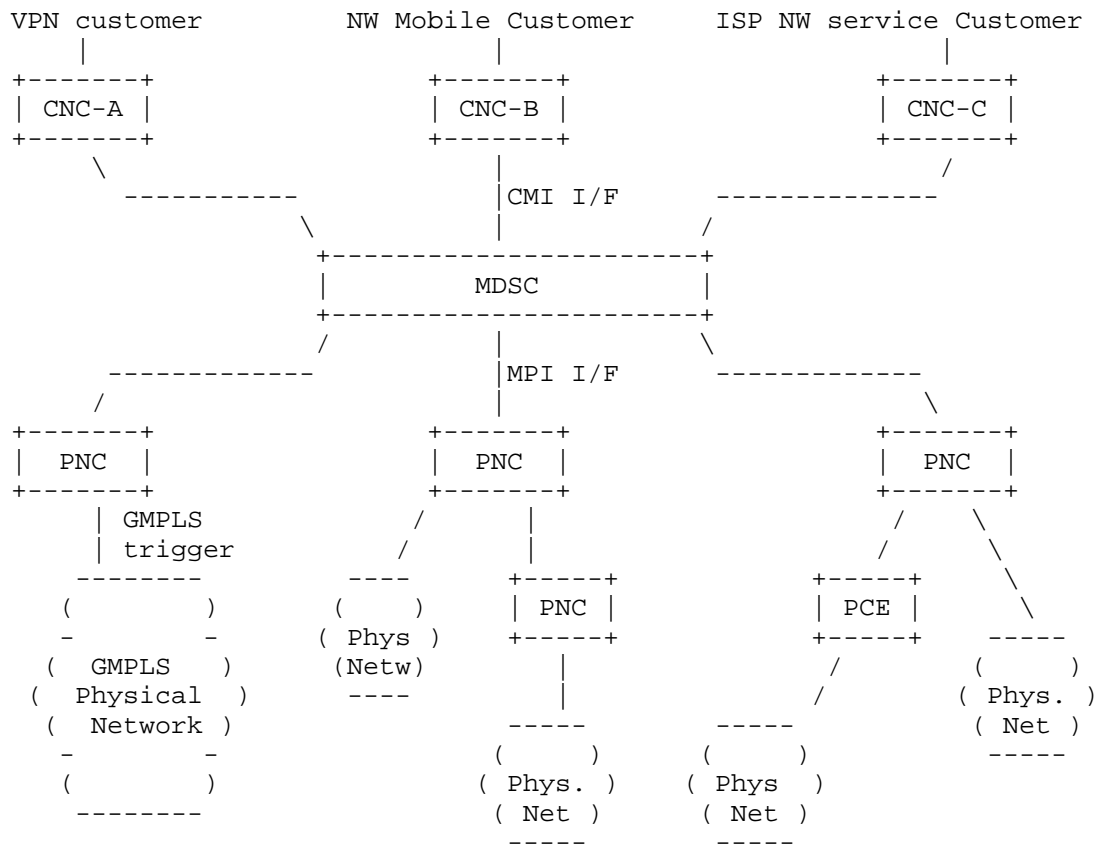 VPN customer NW Mobile Customer ISP NW service Customer
CNC-A CNC-B CNC-C
CMI I/F
MDSC
MPI I/F
PNC PNC PNC
GMPLS
trigger
PNC PCE
Phys
GMPLS (Netw)
Physical Phys.
Network Net
Phys. Phys
Net Net